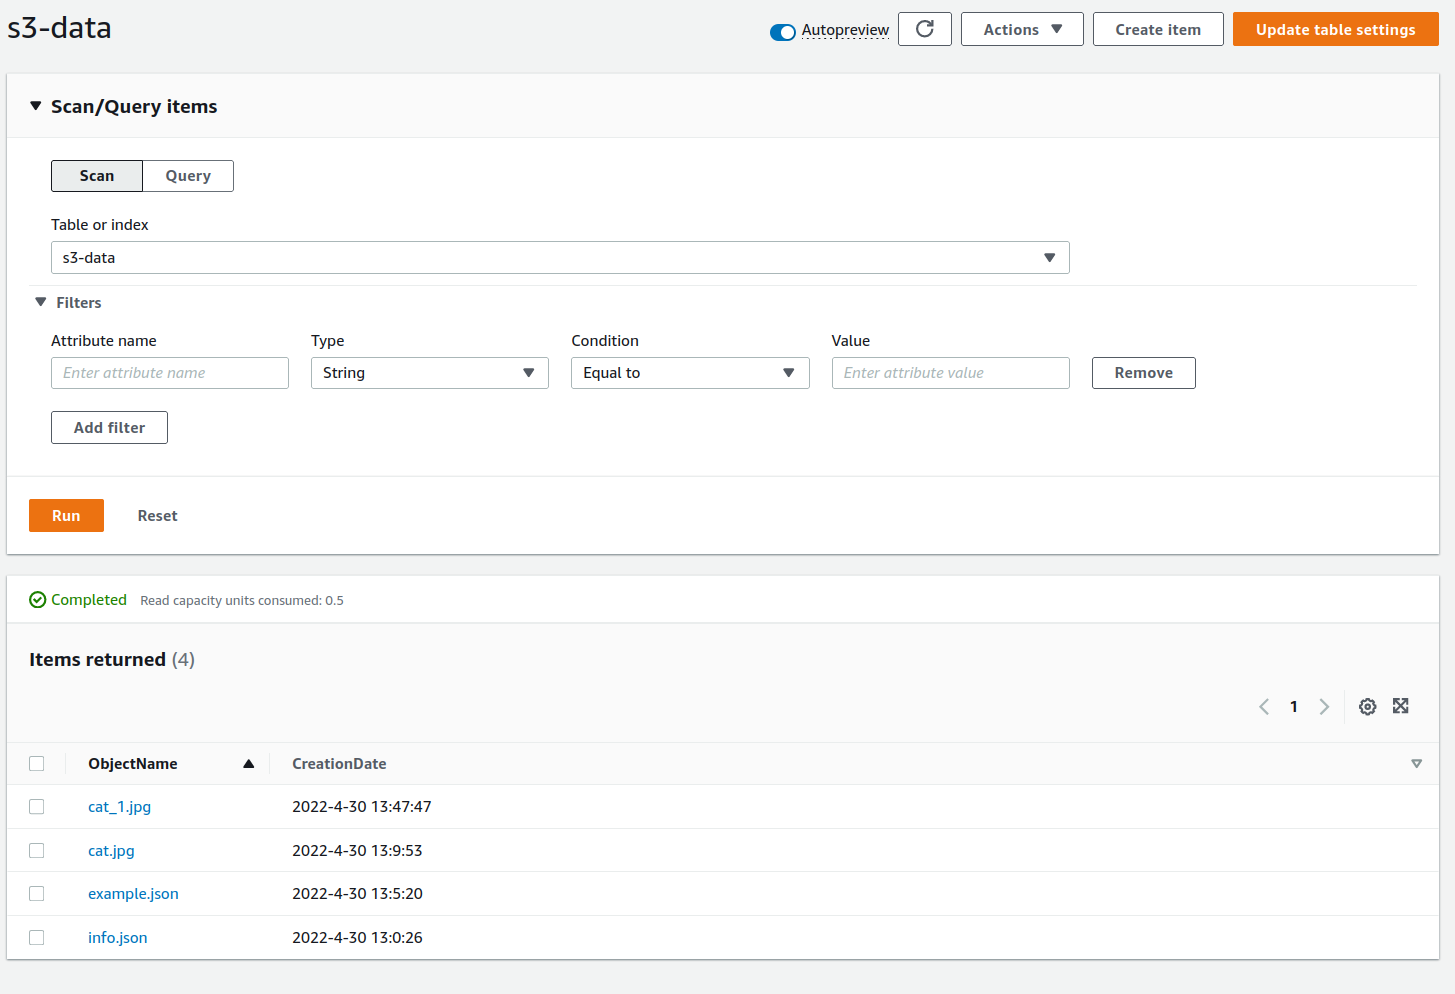 s3-data
Autopreview
Actions
Create item
Update table settings
Scan/Query items
Scan
Query
Table or index
s3-data
Filters
Attribute name
Type
Condition
Value
Enter attribute name
String
Equal to
Enter attribute value
Remove
Add filter
Run
Reset
Completed
Read capacity units consumed: 0.5
Items returned (4)
1
ObjectName
CreationDate
cat_1.jpg
2022-4-30 13:47:47
cat.jpg
2022-4-30 13:9:53
example.json
2022-4-30 13:5:20
info.json
2022-4-30 13:0:26